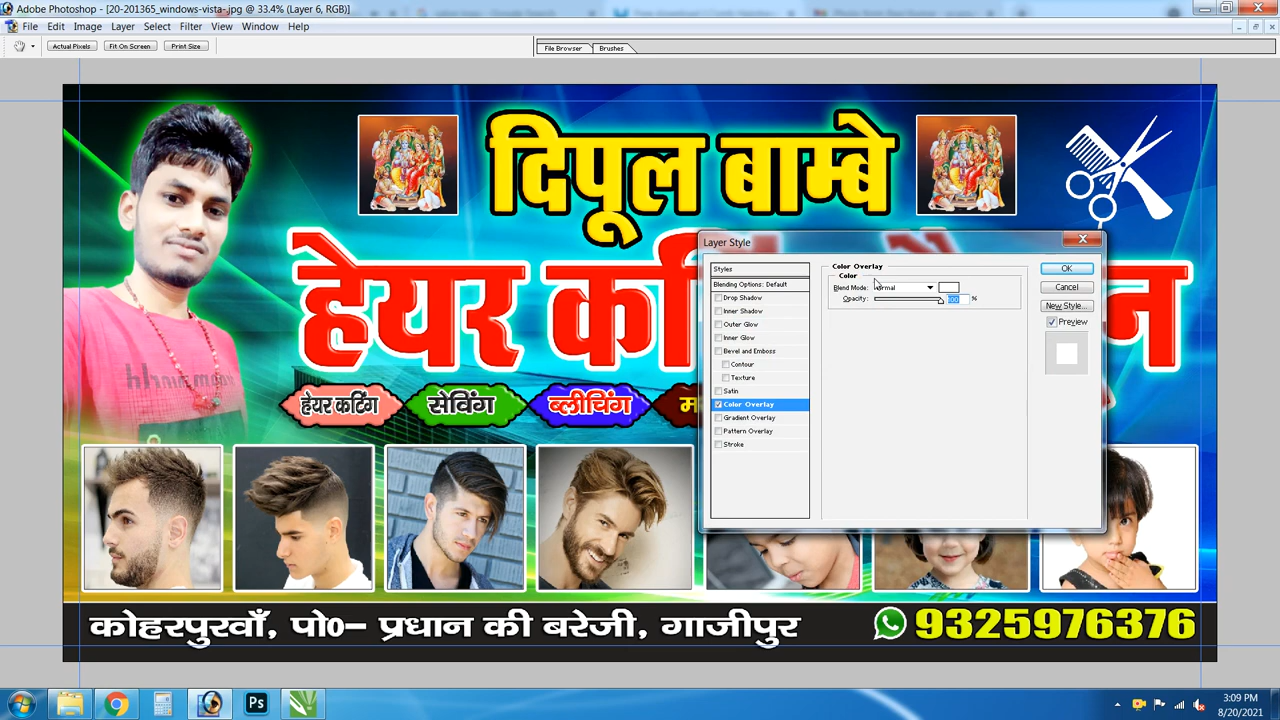 Adobe Photoshop - [20-201365_windows-vista-.jpg @ 33.4% (Layer 6, RGB)]
File Edit Image Layer Select Filter View Window Help
Actual Pixels Fit On Screen Print Size File Browser Brushes
दिपूल बाम्बे
हेयर
Layer Style
Styles
Blending Options: Default
Drop Shadow
Inner Shadow
Outer Glow
Inner Glow
Bevel and Emboss
Contour
Texture
Satin
Color Overlay
Gradient Overlay
Pattern Overlay
Stroke
Color Overlay
Color
Blend Mode:
Opacity: 100 %
OK
Cancel
New Style...
Preview
हेयर कटिंग सेविंग ब्लीचिंग
कोहरपुरवाँ, पो0- प्रधान की बरेजी, गाजीपुर 9325976376
Ps
3:09 PM
8/20/2021